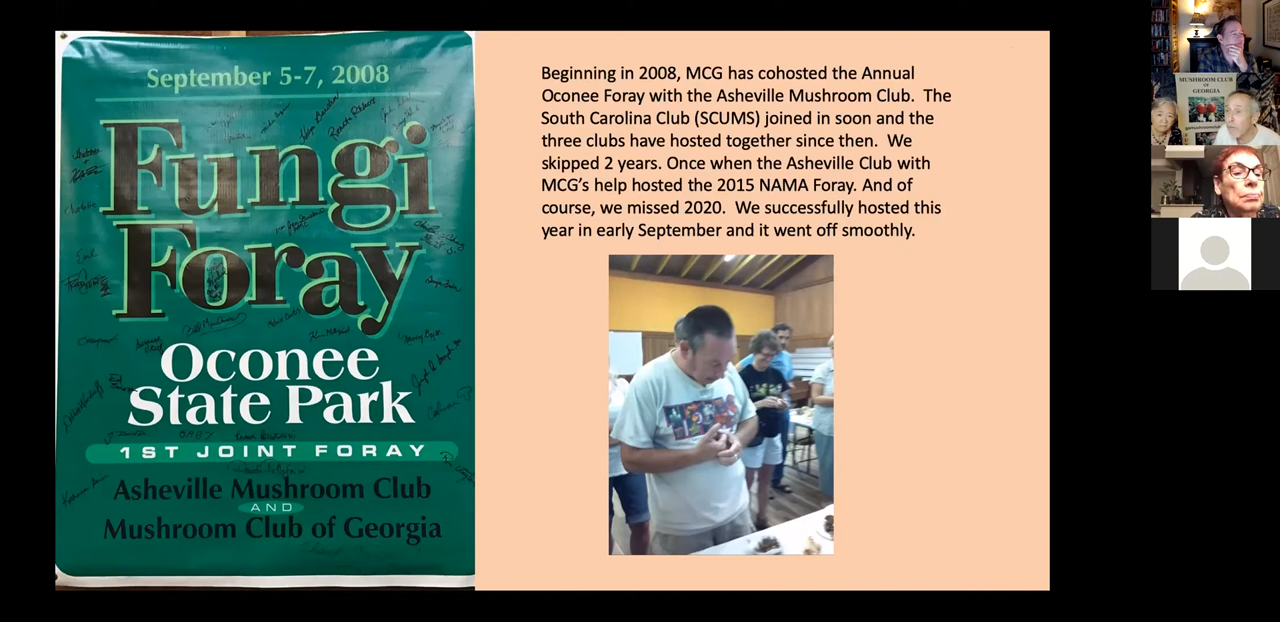 September 5-7, 2008
Fungi
Foray
Oconee
State Park
1ST JOINT FORAY
Asheville Mushroom Club
AND
Mushroom Club of Georgia
Beginning in 2008, MCG has cohosted the Annual
Oconee Foray with the Asheville Mushroom Club.  The
South Carolina Club (SCUMS) joined in soon and the
three clubs have hosted together since then.  We
skipped 2 years. Once when the Asheville Club with
MCG’s help hosted the 2015 NAMA Foray. And of
course, we missed 2020.  We successfully hosted this
year in early September and it went off smoothly.
MUSHROOM CLUB
OF
GEORGIA